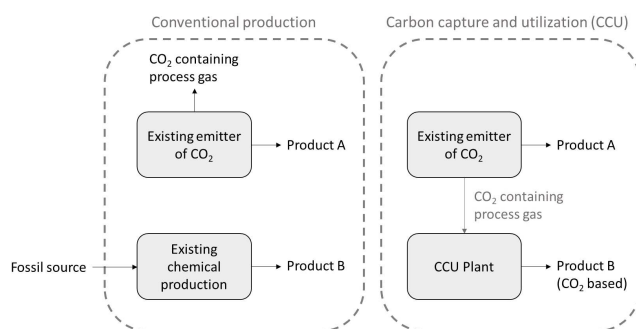 Conventional production
CO₂ containing
process gas
Existing emitter
of CO₂
Product A
Fossil source
Existing
chemical
production
Product B
Carbon capture and utilization (CCU)
Existing emitter
of CO₂
Product A
CO₂ containing
process gas
CCU Plant
Product B
(CO₂ based)